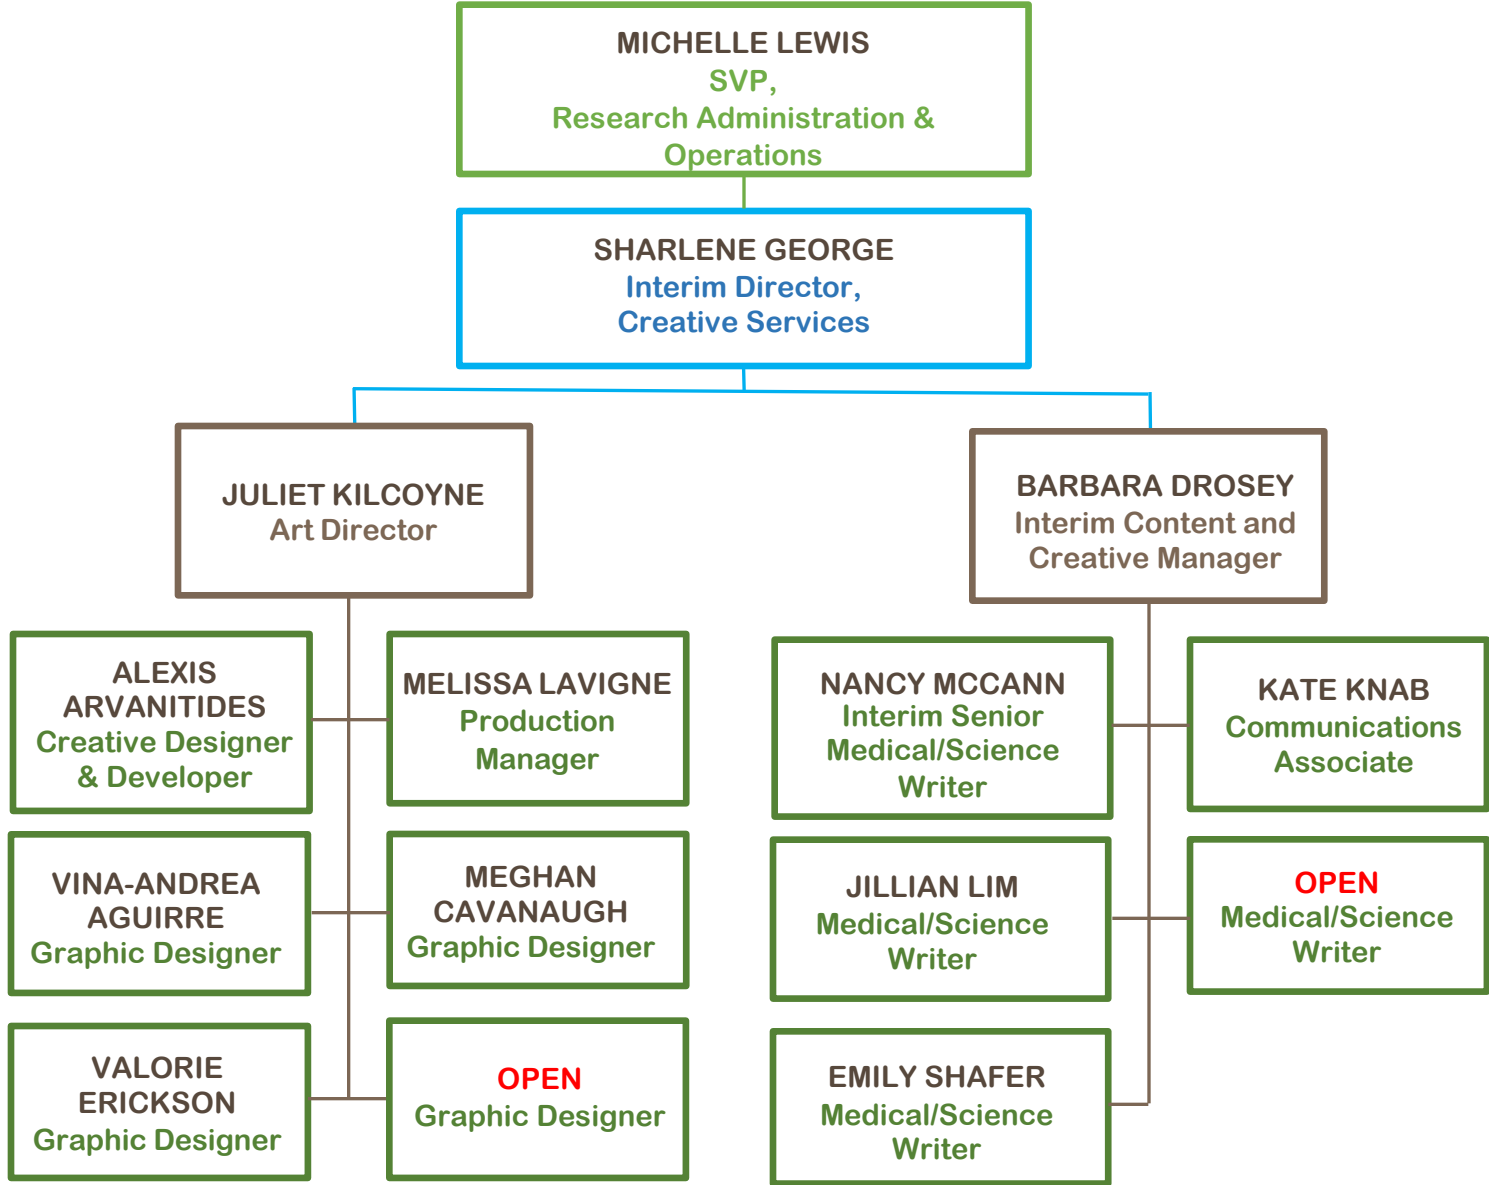 MICHELLE LEWIS
SVP,
Research Administration &
Operations
SHARLENE GEORGE
Interim Director,
Creative Services
JULIET KILCOYNE
Art Director
BARBARA DROSEY
Interim Content and
Creative Manager
ALEXIS
ARVANITIDES
Creative Designer
& Developer
MELISSA LAVIGNE
Production
Manager
NANCY MCCANN
Interim Senior
Medical/Science
Writer
KATE KNAB
Communications
Associate
VINA-ANDREA
AGUIRRE
Graphic Designer
MEGHAN
CAVANAUGH
Graphic Designer
JILLIAN LIM
Medical/Science
Writer
OPEN
Medical/Science
Writer
VALORIE
ERICKSON
Graphic Designer
OPEN
Graphic Designer
EMILY SHAFER
Medical/Science
Writer